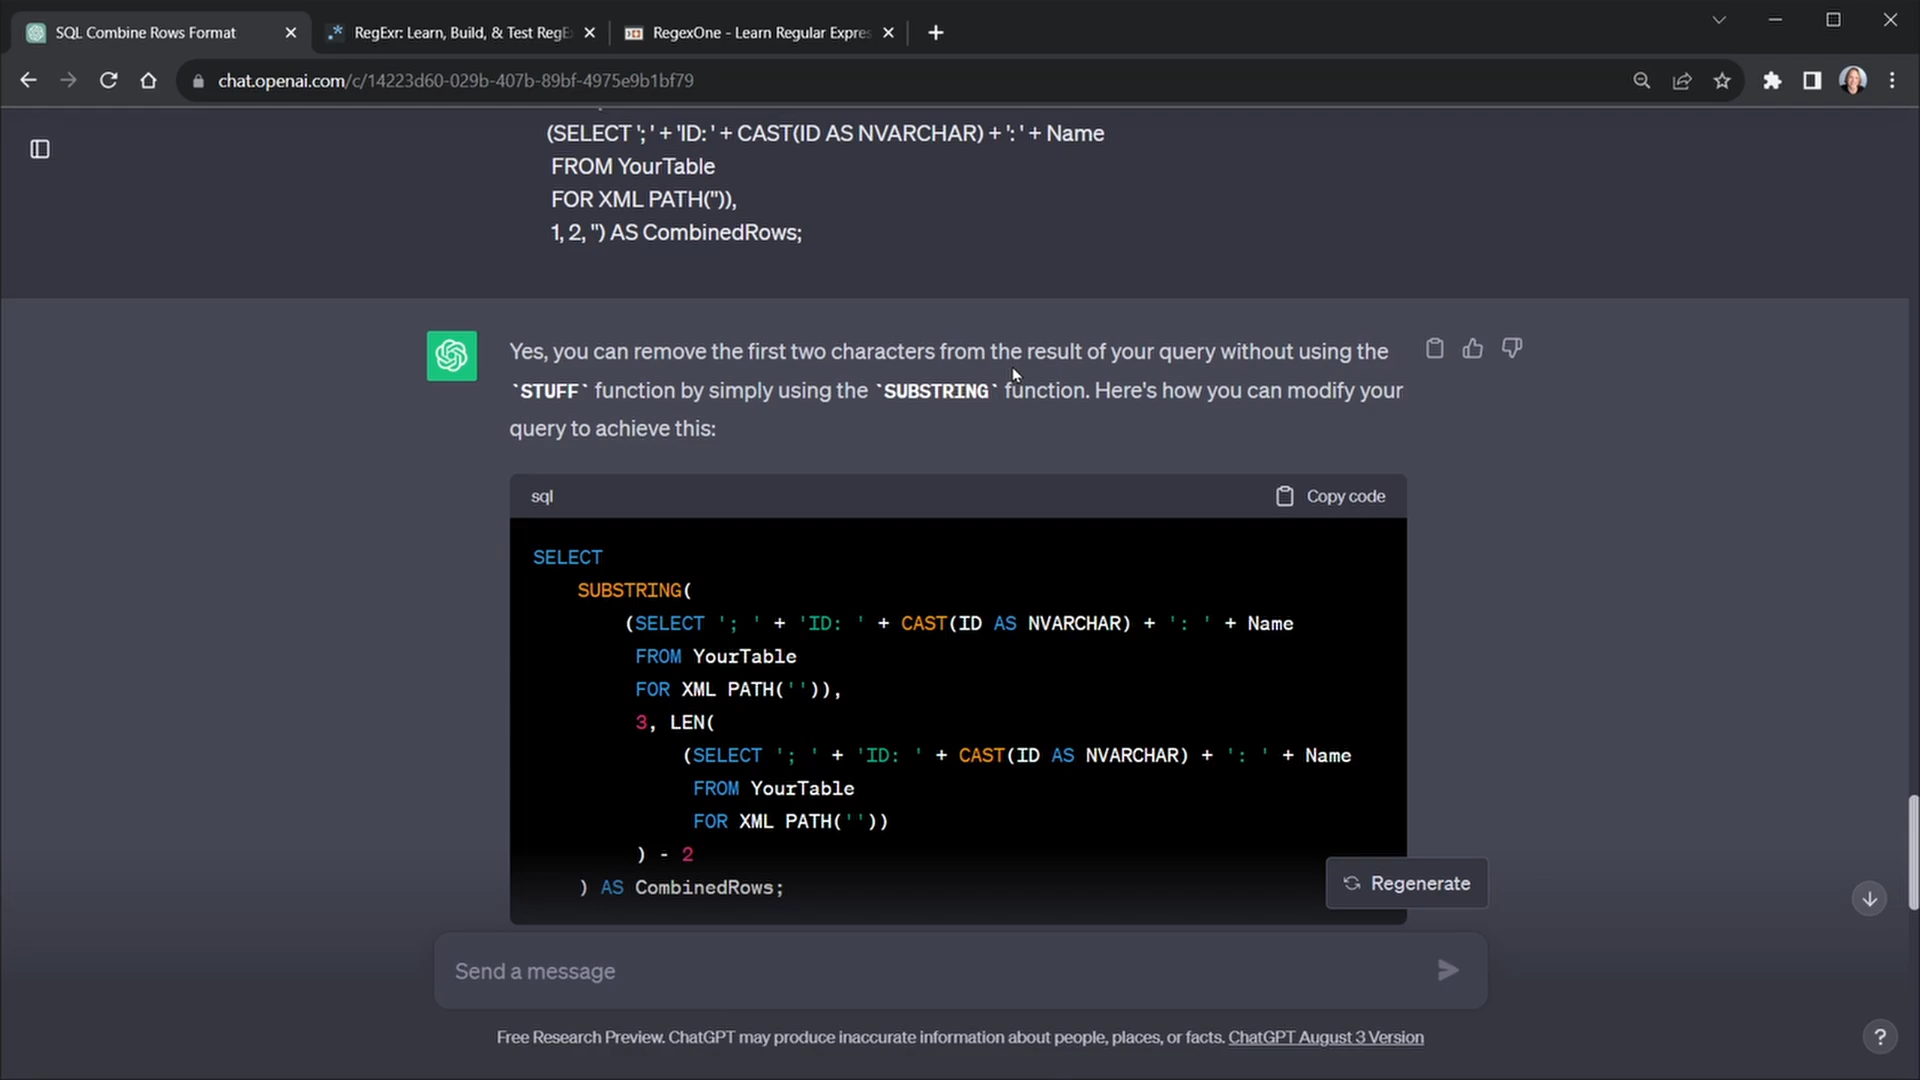 SQL Combine Rows Format
RegExr: Learn, Build, & Test RegE
RegexOne - Learn Regular Expres
chat.openai.com/c/14223d60-029b-407b-89bf-4975e9b1bf79
(SELECT '; ' + 'ID: ' + CAST(ID AS NVARCHAR) + ': ' + Name
FROM YourTable
FOR XML PATH('')),
1, 2, '') AS CombinedRows;
Yes, you can remove the first two characters from the result of your query without using the
`STUFF` function by simply using the `SUBSTRING` function. Here's how you can modify your
query to achieve this:
sql
Copy code
SELECT
SUBSTRING(
(SELECT '; ' + 'ID: ' + CAST(ID AS NVARCHAR) + ': ' + Name
FROM YourTable
FOR XML PATH('')),
3, LEN(
(SELECT '; ' + 'ID: ' + CAST(ID AS NVARCHAR) + ': ' + Name
FROM YourTable
FOR XML PATH(''))
) - 2
) AS CombinedRows;
Regenerate
Send a message
Free Research Preview. ChatGPT may produce inaccurate information about people, places, or facts. ChatGPT August 3 Version
?